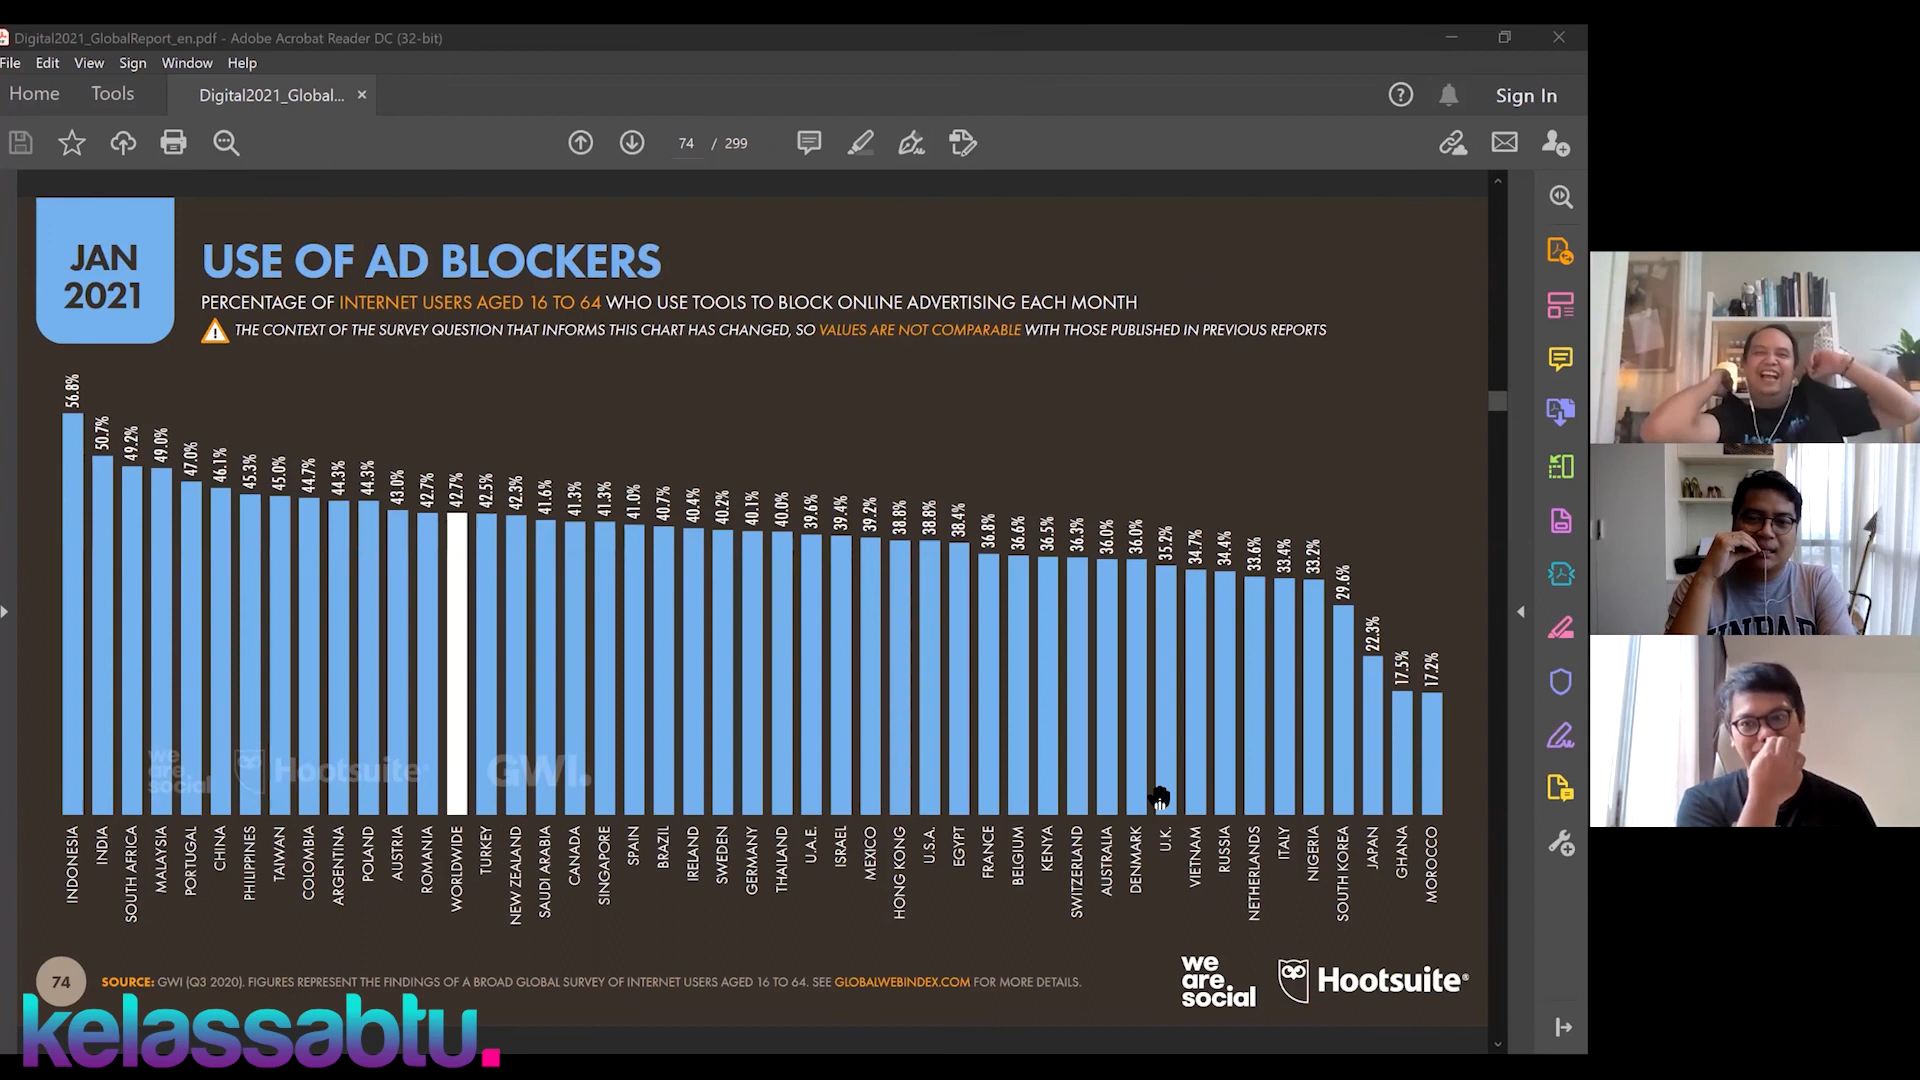 Digital2021_GlobalReport_en.pdf - Adobe Acrobat Reader DC (32-bit)
File Edit View Sign Window Help
Home Tools Digital2021_Global... × Sign In
74 / 299
JAN
2021
USE OF AD BLOCKERS
PERCENTAGE OF INTERNET USERS AGED 16 TO 64 WHO USE TOOLS TO BLOCK ONLINE ADVERTISING EACH MONTH
THE CONTEXT OF THE SURVEY QUESTION THAT INFORMS THIS CHART HAS CHANGED, SO VALUES ARE NOT COMPARABLE WITH THOSE PUBLISHED IN PREVIOUS REPORTS
56.8% 50.7% 49.2% 49.0% 47.0% 46.1% 45.3% 45.0% 44.7% 44.3% 44.3% 43.0% 42.7% 42.7% 42.5% 42.3% 41.6% 41.3% 41.3% 41.0% 40.7% 40.4% 40.2% 40.1% 40.0% 39.6% 39.4% 39.2% 38.8% 38.8% 38.4% 36.8% 36.6% 36.5% 36.3% 36.0% 36.0% 35.2% 34.7% 34.4% 33.6% 33.4% 33.2% 29.6% 22.3% 17.5% 17.2%
we
are
social
Hootsuite
GWI.
INDONESIA INDIA SOUTH AFRICA MALAYSIA PORTUGAL CHINA PHILIPPINES TAIWAN COLOMBIA ARGENTINA POLAND AUSTRIA ROMANIA WORLDWIDE TURKEY NEW ZEALAND SAUDI ARABIA CANADA SINGAPORE SPAIN BRAZIL IRELAND SWEDEN GERMANY THAILAND U.A.E. ISRAEL MEXICO HONG KONG U.S.A. EGYPT FRANCE BELGIUM KENYA SWITZERLAND AUSTRALIA DENMARK U.K. VIETNAM RUSSIA NETHERLANDS ITALY NIGERIA SOUTH KOREA JAPAN GHANA MOROCCO
74
SOURCE: GWI (Q3 2020). FIGURES REPRESENT THE FINDINGS OF A BROAD GLOBAL SURVEY OF INTERNET USERS AGED 16 TO 64. SEE GLOBALWEBINDEX.COM FOR MORE DETAILS.
we
are
social
Hootsuite®
kelassabtu.